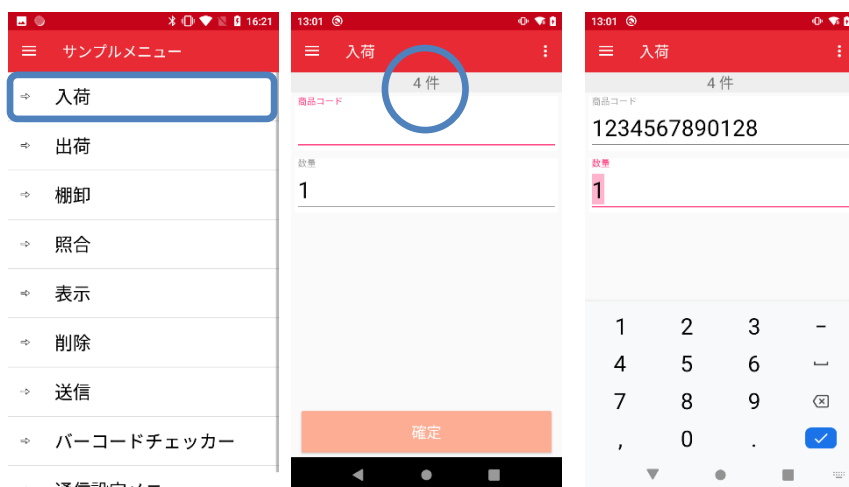 16:21
サンプルメニュー
入荷
出荷
棚卸
照合
表示
削除
送信
バーコードチェッカー
13:01
入荷
4 件
商品コード
数量
1
確定
13:01
入荷
4 件
商品コード
1234567890128
数量
1
1 2 3 -
4 5 6
7 8 9
, 0 .